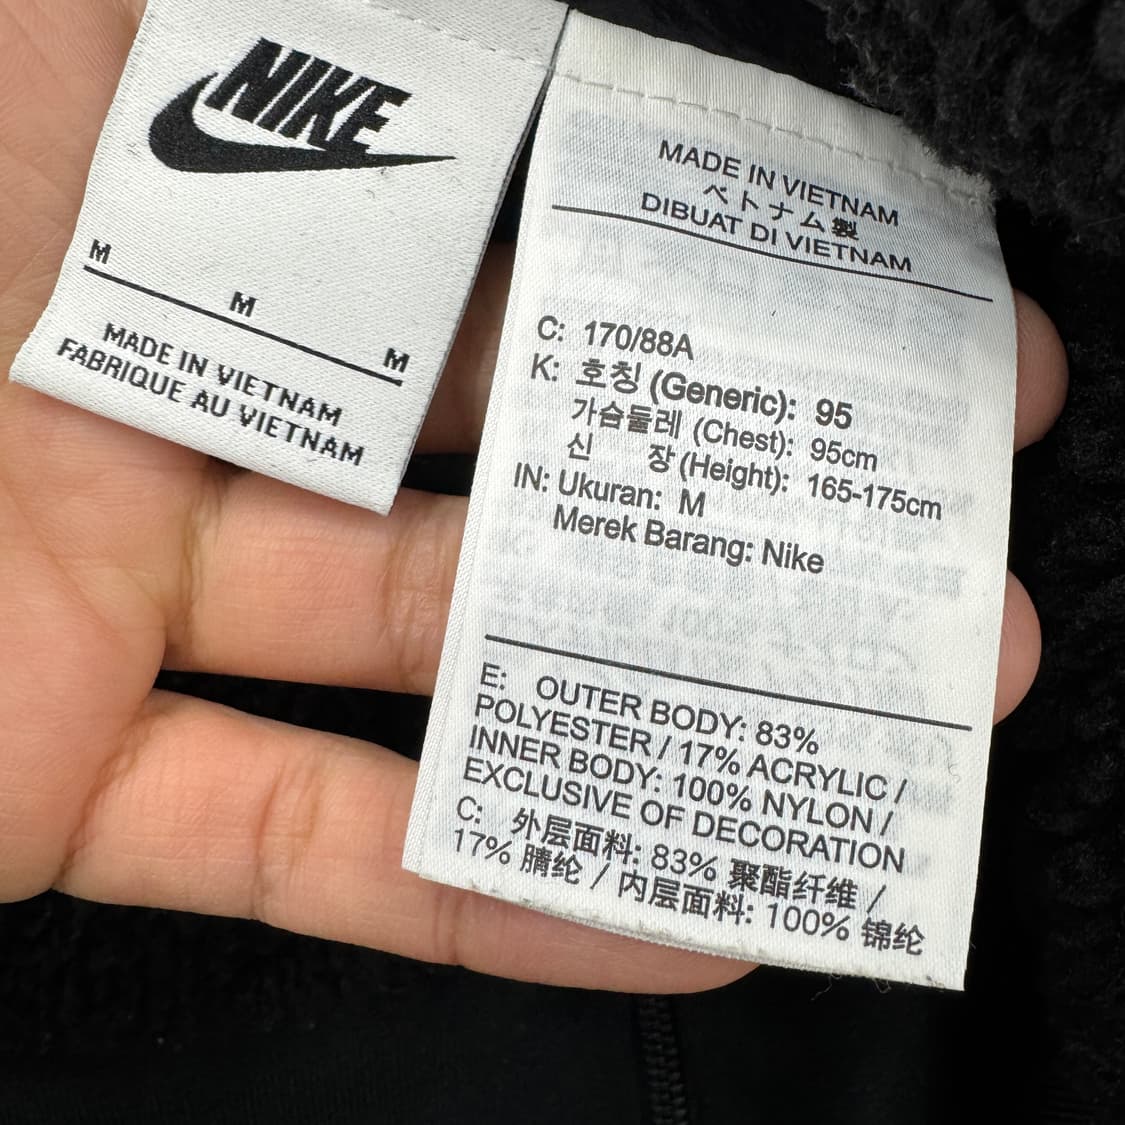 NIKE
M
M
M
MADE IN VIETNAM
FABRIQUE AU VIETNAM
MADE IN VIETNAM
ベトナム製
DIBUAT DI VIETNAM
C: 170/88A
K: 호칭 (Generic): 95
가슴둘레 (Chest): 95cm
신 장 (Height): 165-175cm
IN: Ukuran: M
Merek Barang: Nike
E: OUTER BODY: 83%
POLYESTER / 17% ACRYLIC /
INNER BODY: 100% NYLON /
EXCLUSIVE OF DECORATION
C: 外层面料: 83% 聚酯纤维 /
17% 腈纶 / 内层面料: 100% 锦纶